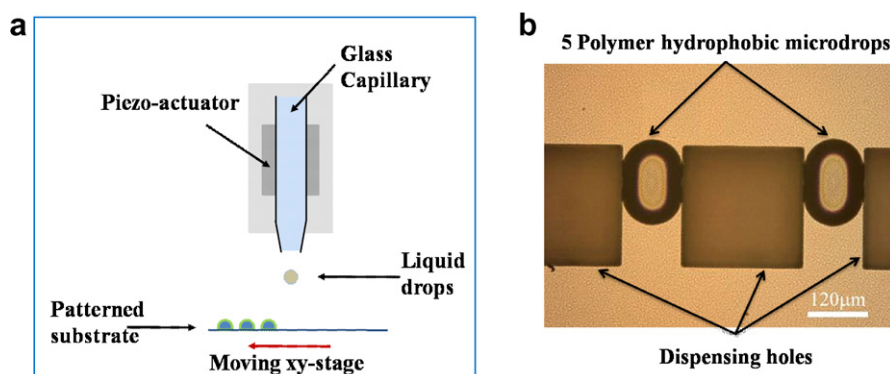 a
Glass
Capillary
Piezo-actuator
Liquid
drops
Patterned
substrate
Moving xy-stage
b
5 Polymer hydrophobic microdrops
120μm
Dispensing holes